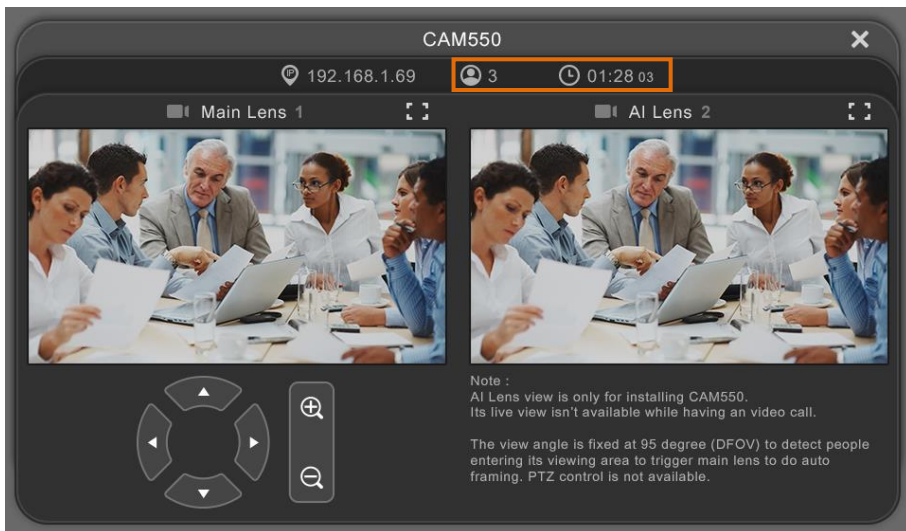 CAM550
192.168.1.69 3 01:28 03
Main Lens 1
AI Lens 2
Note :
AI Lens view is only for installing CAM550.
Its live view isn't available while having an video call.
The view angle is fixed at 95 degree (DFOV) to detect people
entering its viewing area to trigger main lens to do auto
framing. PTZ control is not available.